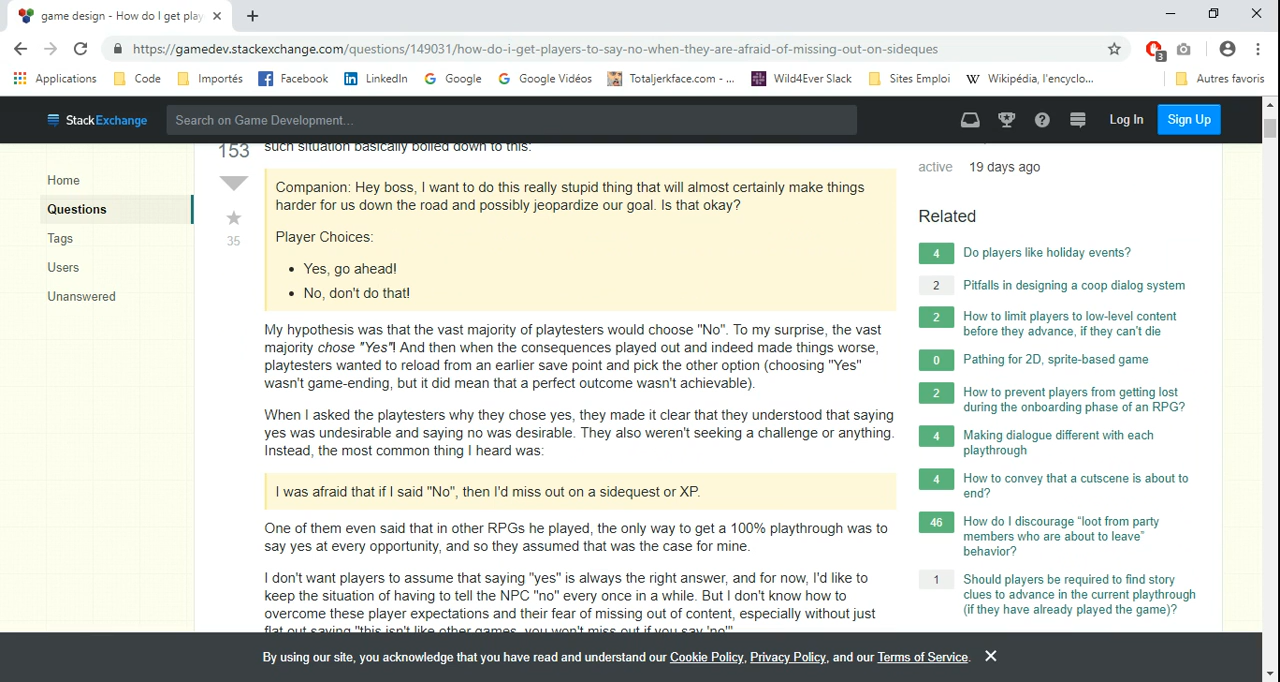 game design - How do I get play
https://gamedev.stackexchange.com/questions/149031/how-do-i-get-players-to-say-no-when-they-are-afraid-of-missing-out-on-sideques
3
Applications Code Importés Facebook LinkedIn Google Google Vidéos Totaljerkface.com - ... Wild4Ever Slack Sites Emploi Wikipédia, l'encyclo... Autres favoris
StackExchange Search on Game Development... Log In Sign Up
Home
Questions
Tags
Users
Unanswered
153
35
such situation basically boiled down to this:
Companion: Hey boss, I want to do this really stupid thing that will almost certainly make things
harder for us down the road and possibly jeopardize our goal. Is that okay?
Player Choices:
• Yes, go ahead!
• No, don't do that!
My hypothesis was that the vast majority of playtesters would choose "No". To my surprise, the vast
majority chose "Yes"! And then when the consequences played out and indeed made things worse,
playtesters wanted to reload from an earlier save point and pick the other option (choosing "Yes"
wasn't game-ending, but it did mean that a perfect outcome wasn't achievable).
When I asked the playtesters why they chose yes, they made it clear that they understood that saying
yes was undesirable and saying no was desirable. They also weren't seeking a challenge or anything.
Instead, the most common thing I heard was:
I was afraid that if I said "No", then I'd miss out on a sidequest or XP.
One of them even said that in other RPGs he played, the only way to get a 100% playthrough was to
say yes at every opportunity, and so they assumed that was the case for mine.
I don't want players to assume that saying "yes" is always the right answer, and for now, I'd like to
keep the situation of having to tell the NPC "no" every once in a while. But I don't know how to
overcome these player expectations and their fear of missing out of content, especially without just
flat out saying "this isn't like other games, you won't miss out if you say 'no'"
active 19 days ago
Related
4 Do players like holiday events?
2 Pitfalls in designing a coop dialog system
2 How to limit players to low-level content
before they advance, if they can't die
0 Pathing for 2D, sprite-based game
2 How to prevent players from getting lost
during the onboarding phase of an RPG?
4 Making dialogue different with each
playthrough
4 How to convey that a cutscene is about to
end?
46 How do I discourage “loot from party
members who are about to leave”
behavior?
1 Should players be required to find story
clues to advance in the current playthrough
(if they have already played the game)?
By using our site, you acknowledge that you have read and understand our Cookie Policy, Privacy Policy, and our Terms of Service.